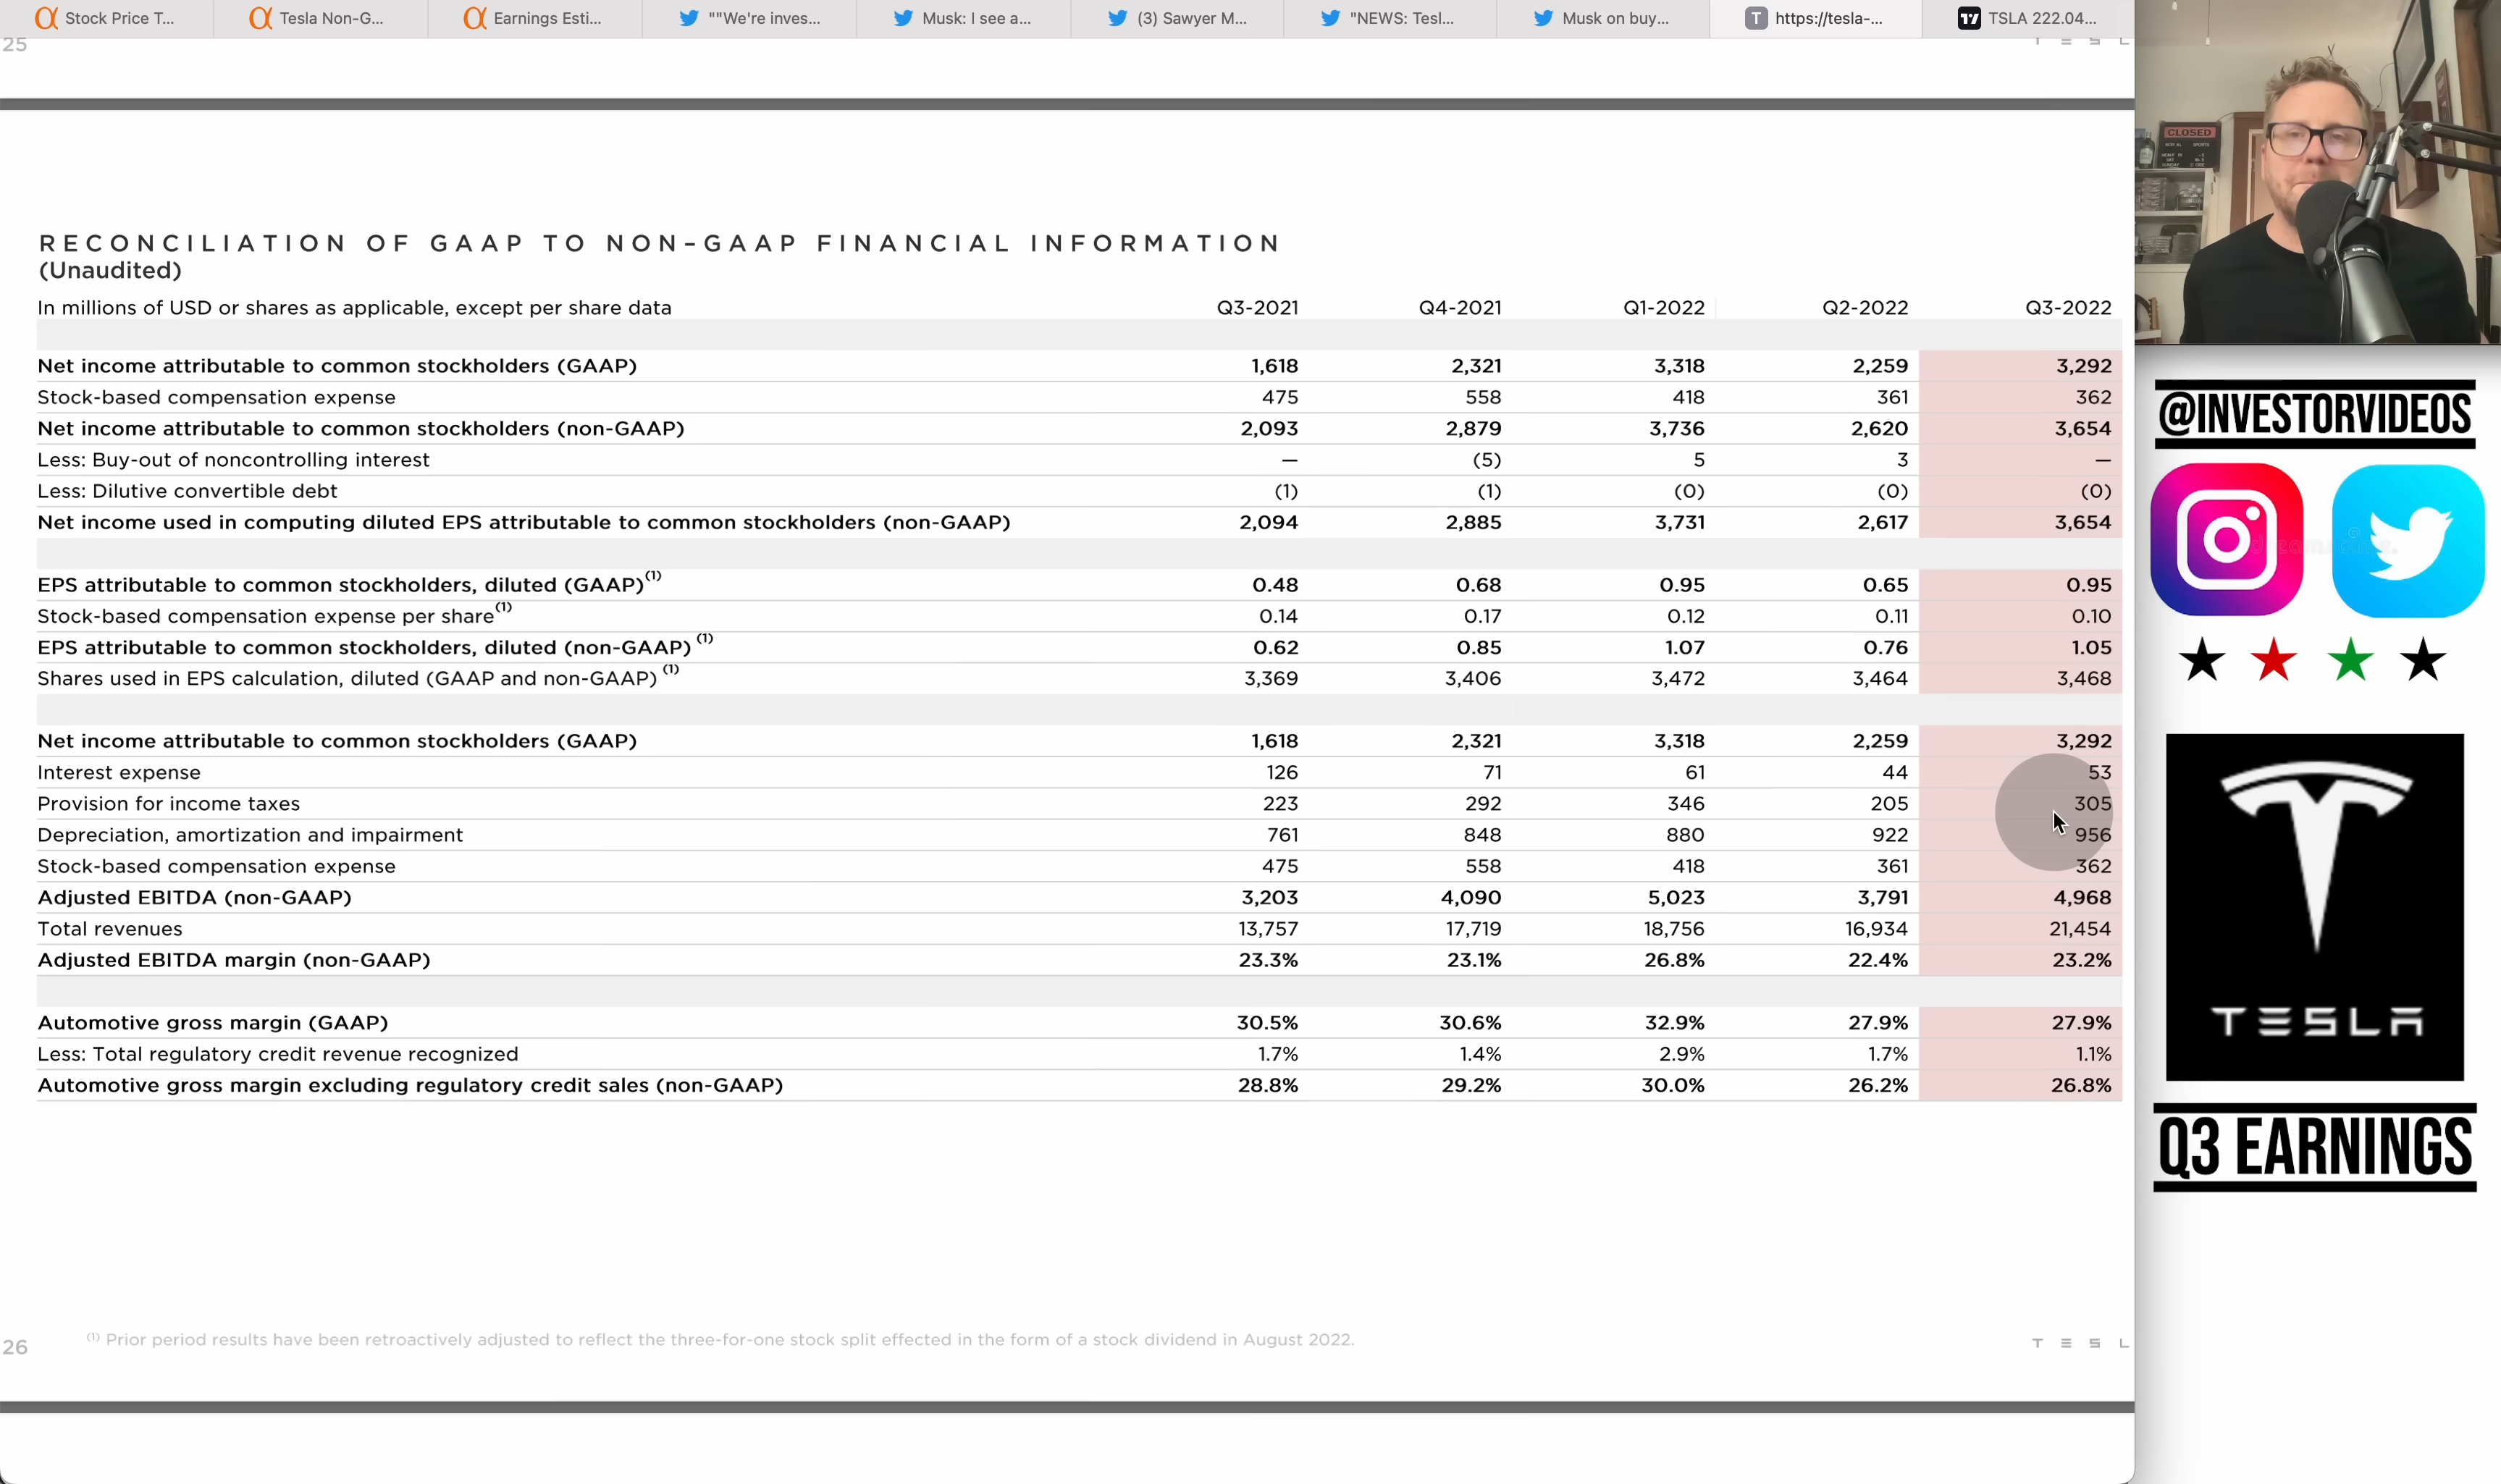 Stock Price T...
Tesla Non-G...
Earnings Esti...
""We're inves...
Musk: I see a...
(3) Sawyer M...
"NEWS: Tesl...
Musk on buy...
T https://tesla-...
TSLA 222.04...
25
CLOSED
RECONCILIATION OF GAAP TO NON-GAAP FINANCIAL INFORMATION
(Unaudited)
In millions of USD or shares as applicable, except per share data Q3-2021 Q4-2021 Q1-2022 Q2-2022 Q3-2022
Net income attributable to common stockholders (GAAP) 1,618 2,321 3,318 2,259 3,292
Stock-based compensation expense 475 558 418 361 362
Net income attributable to common stockholders (non-GAAP) 2,093 2,879 3,736 2,620 3,654
Less: Buy-out of noncontrolling interest — (5) 5 3 —
Less: Dilutive convertible debt (1) (1) (0) (0) (0)
Net income used in computing diluted EPS attributable to common stockholders (non-GAAP) 2,094 2,885 3,731 2,617 3,654
EPS attributable to common stockholders, diluted (GAAP)(1) 0.48 0.68 0.95 0.65 0.95
Stock-based compensation expense per share(1) 0.14 0.17 0.12 0.11 0.10
EPS attributable to common stockholders, diluted (non-GAAP) (1) 0.62 0.85 1.07 0.76 1.05
Shares used in EPS calculation, diluted (GAAP and non-GAAP) (1) 3,369 3,406 3,472 3,464 3,468
Net income attributable to common stockholders (GAAP) 1,618 2,321 3,318 2,259 3,292
Interest expense 126 71 61 44 53
Provision for income taxes 223 292 346 205 305
Depreciation, amortization and impairment 761 848 880 922 956
Stock-based compensation expense 475 558 418 361 362
Adjusted EBITDA (non-GAAP) 3,203 4,090 5,023 3,791 4,968
Total revenues 13,757 17,719 18,756 16,934 21,454
Adjusted EBITDA margin (non-GAAP) 23.3% 23.1% 26.8% 22.4% 23.2%
Automotive gross margin (GAAP) 30.5% 30.6% 32.9% 27.9% 27.9%
Less: Total regulatory credit revenue recognized 1.7% 1.4% 2.9% 1.7% 1.1%
Automotive gross margin excluding regulatory credit sales (non-GAAP) 28.8% 29.2% 30.0% 26.2% 26.8%
26
(1) Prior period results have been retroactively adjusted to reflect the three-for-one stock split effected in the form of a stock dividend in August 2022.
TESL
@INVESTORVIDEOS
TESLA
Q3 EARNINGS